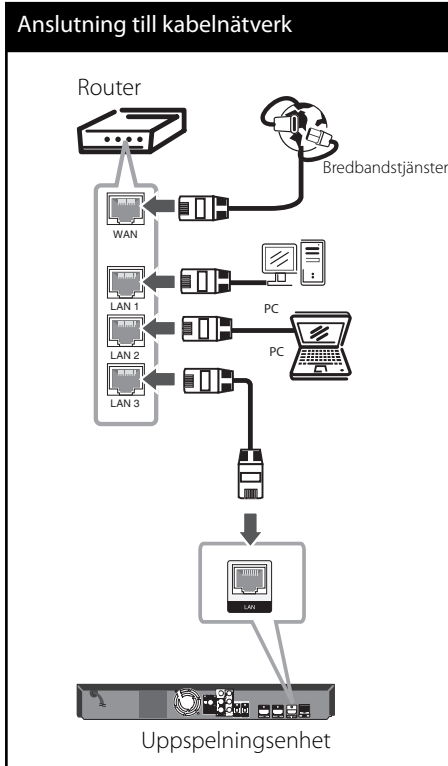 Anslutning till kabelnätverk
Router
Bredbandstjänster
WAN
LAN 1
PC
LAN 2
PC
LAN 3
LAN
Uppspelningsenhet